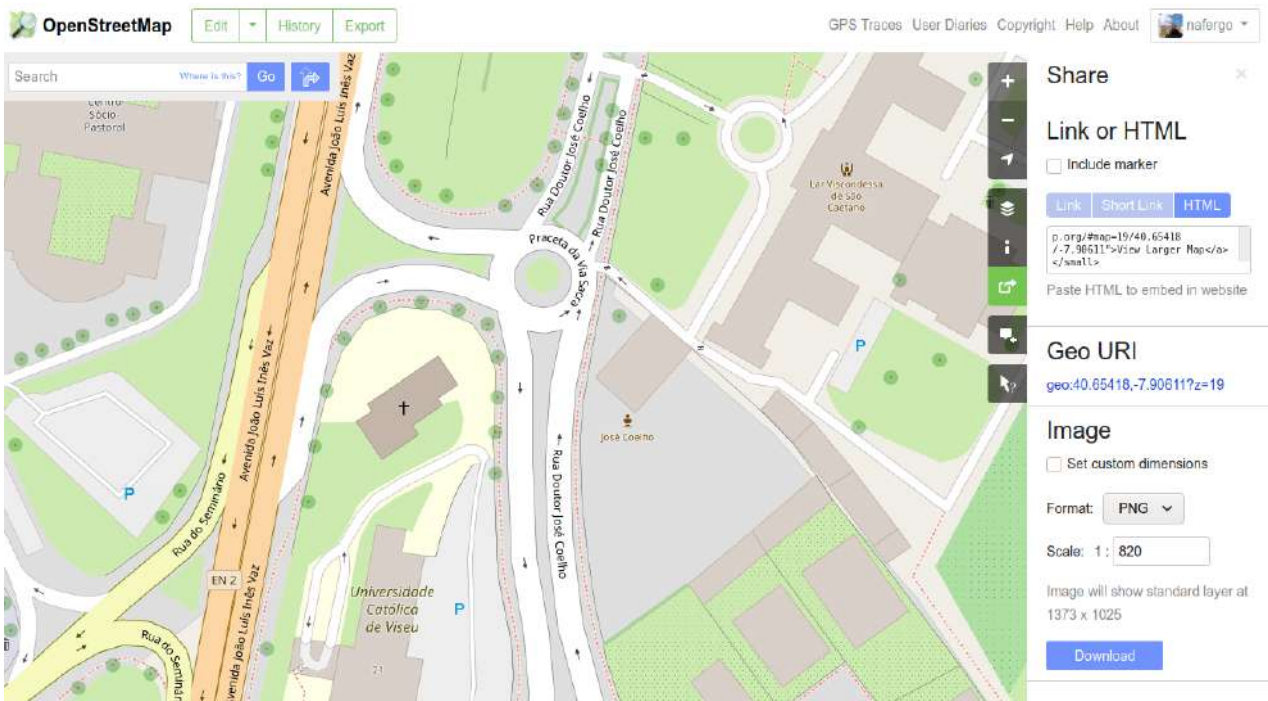 OpenStreetMap
Edit
History
Export
GPS Traces
User Diaries
Copyright
Help
About
nafergo
Search
Where is this?
Go
Centro
Sócio
Pastoral
Avenida João Luís Inês Vaz
Avenida João Luís Inês Vaz
Avenida João Luís Inês Vaz
Avenida João Luís Inês Vaz
Rua Doutor José Coelho
Rua Doutor José Coelho
Praceta da Via Sacra
Lar Viscondessa
de São
Caetano
P
José Coelho
Rua Doutor José Coelho
P
Rua do Seminário
EN 2
Universidade
Católica
de Viseu
P
Rua do Seminário
71
Share
Link or HTML
Include marker
Link
Short Link
HTML
p.org/#map=19/40.65418
/-7.90611">View Larger Map</a>
</small>
Paste HTML to embed in website
Geo URI
geo:40.65418,-7.90611?z=19
Image
Set custom dimensions
Format:
PNG
Scale: 1 : 820
Image will show standard layer at
1373 x 1025
Download